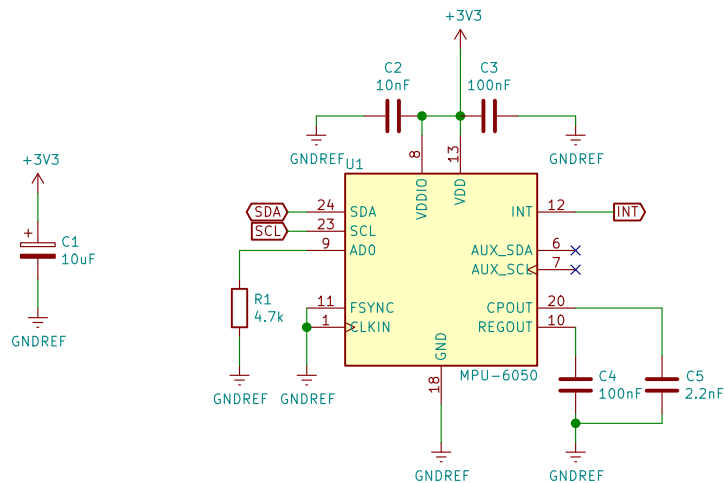 +3V3
C2
10nF
C3
100nF
GNDREF
GNDREF
U1
8
13
+3V3
VDDIO
VDD
SDA
24
SDA
12
INT
INT
SCL
23
SCL
9
AD0
AUX_SDA
6
AUX_SCL
7
+
C1
10uF
R1
4.7k
11
FSYNC
1
CLKIN
CPOUT
20
REGOUT
10
GNDREF
GND
18
MPU-6050
C4
100nF
C5
2.2nF
GNDREF
GNDREF
GNDREF
GNDREF